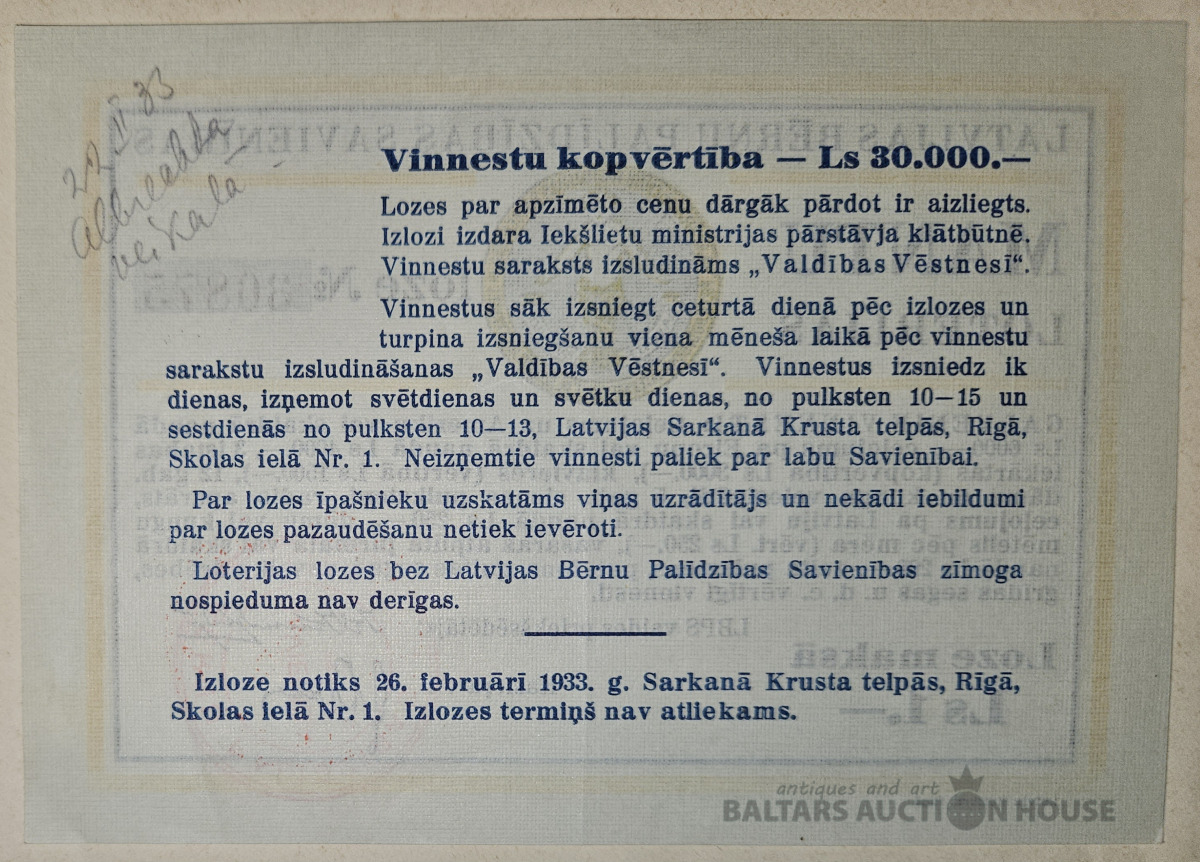 22 II 33
veikala
Vinnestu kopvērtība — Ls 30.000.—
Lozes par apzīmēto cenu dārgāk pārdot ir aizliegts.
Izlozi izdara Iekšlietu ministrijas pārstāvja klātbūtnē.
Vinnestu saraksts izsludināms „Valdības Vēstnesī“.
Vinnestus sāk izsniegt ceturtā dienā pēc izlozes un
turpina izsniegšanu viena mēneša laikā pēc vinnestu
sarakstu izsludināšanas „Valdības Vēstnesī“. Vinnestus izsniedz ik
dienas, izņemot svētdienas un svētku dienas, no pulksten 10—15 un
sestdienās no pulksten 10—13, Latvijas Sarkanā Krusta telpās, Rīgā,
Skolas ielā Nr. 1. Neizņemtie vinnesti paliek par labu Savienībai.
Par lozes īpašnieku uzskatāms viņas uzrādītājs un nekādi iebildumi
par lozes pazaudēšanu netiek ievēroti.
Loterijas lozes bez Latvijas Bērnu Palīdzības Savienības zīmoga
nospieduma nav derīgas.
Izloze notiks 26. februārī 1933. g. Sarkanā Krusta telpās, Rīgā,
Skolas ielā Nr. 1. Izlozes termiņš nav atliekams.
antiques and art
BALTARS AUCTION HOUSE